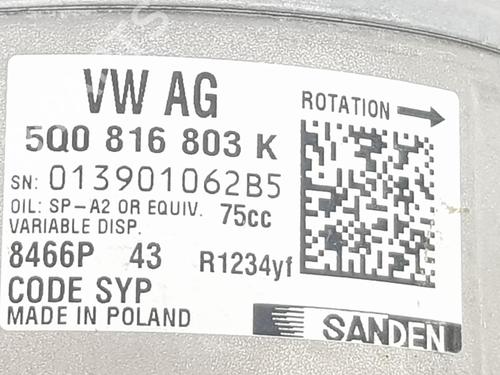 VW AG
ROTATION
5Q0 816 803 K
SN: 013901062B5
OIL: SP-A2 OR EQUIV. 75cc
VARIABLE DISP.
8466P 43 R1234yf
CODE SYP
MADE IN POLAND
SANDEN